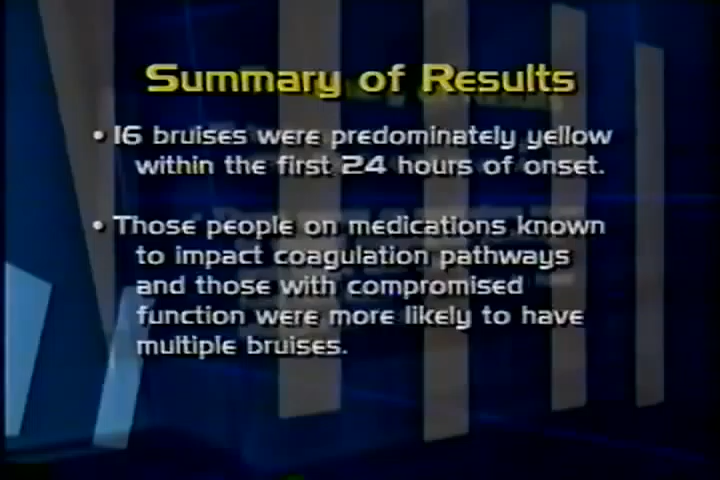 Summary of Results
• 16 bruises were predominately yellow
within the first 24 hours of onset.
• Those people on medications known
to impact coagulation pathways
and those with compromised
function were more likely to have
multiple bruises.